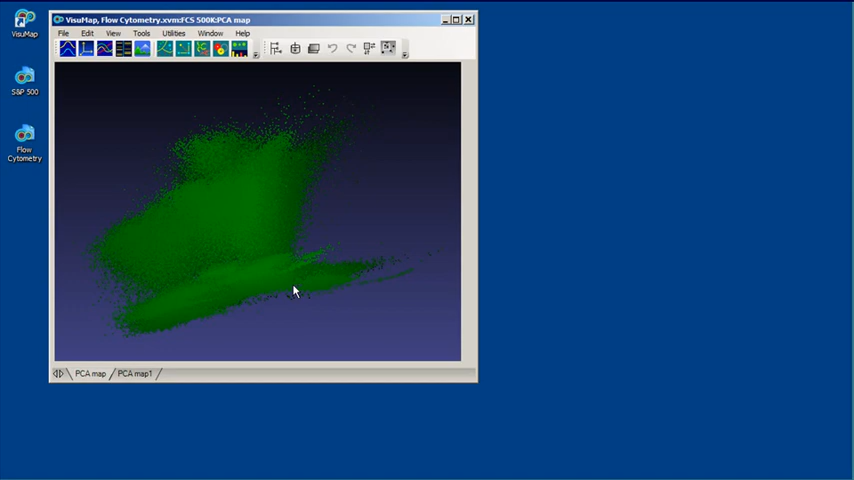 VisuMap, Flow Cytometry.xvm:FCS 500K:PCA map
File Edit View Tools Utilities Window Help
VisuMap
S&P 500
Flow
Cytometry
PCA map PCA map1